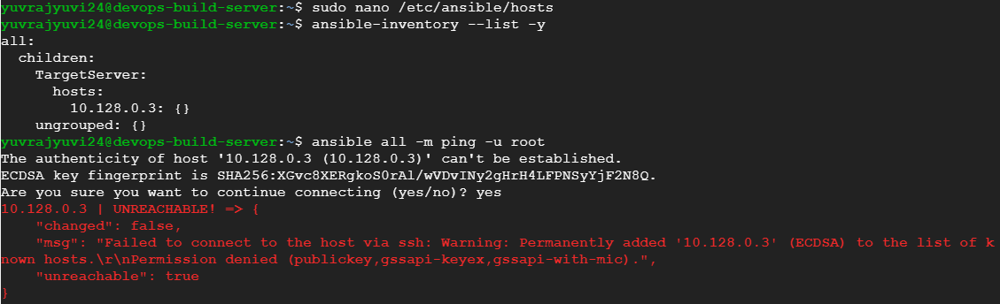 yuvrajyuvi24@devops-build-server:~$ sudo nano /etc/ansible/hosts
yuvrajyuvi24@devops-build-server:~$ ansible-inventory --list -y
all:
  children:
    TargetServer:
      hosts:
        10.128.0.3: {}
    ungrouped: {}
yuvrajyuvi24@devops-build-server:~$ ansible all -m ping -u root
The authenticity of host '10.128.0.3 (10.128.0.3)' can't be established.
ECDSA key fingerprint is SHA256:XGvc8XERgkoS0rAl/wVDvINy2gHrH4LFPNSyYjF2N8Q.
Are you sure you want to continue connecting (yes/no)? yes
10.128.0.3 | UNREACHABLE! => {
    "changed": false,
    "msg": "Failed to connect to the host via ssh: Warning: Permanently added '10.128.0.3' (ECDSA) to the list of k
nown hosts.\r\nPermission denied (publickey,gssapi-keyex,gssapi-with-mic).",
    "unreachable": true
}